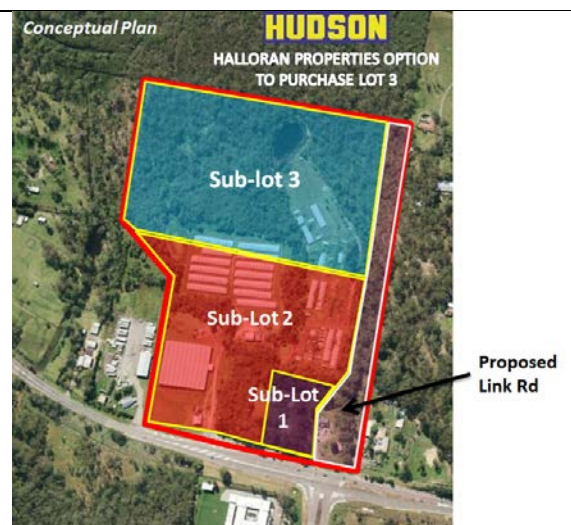 Conceptual Plan
HUDSON
HALLORAN PROPERTIES OPTION
TO PURCHASE LOT 3
Sub-lot 3
Sub-Lot 2
Sub-Lot
1
Proposed
Link Rd